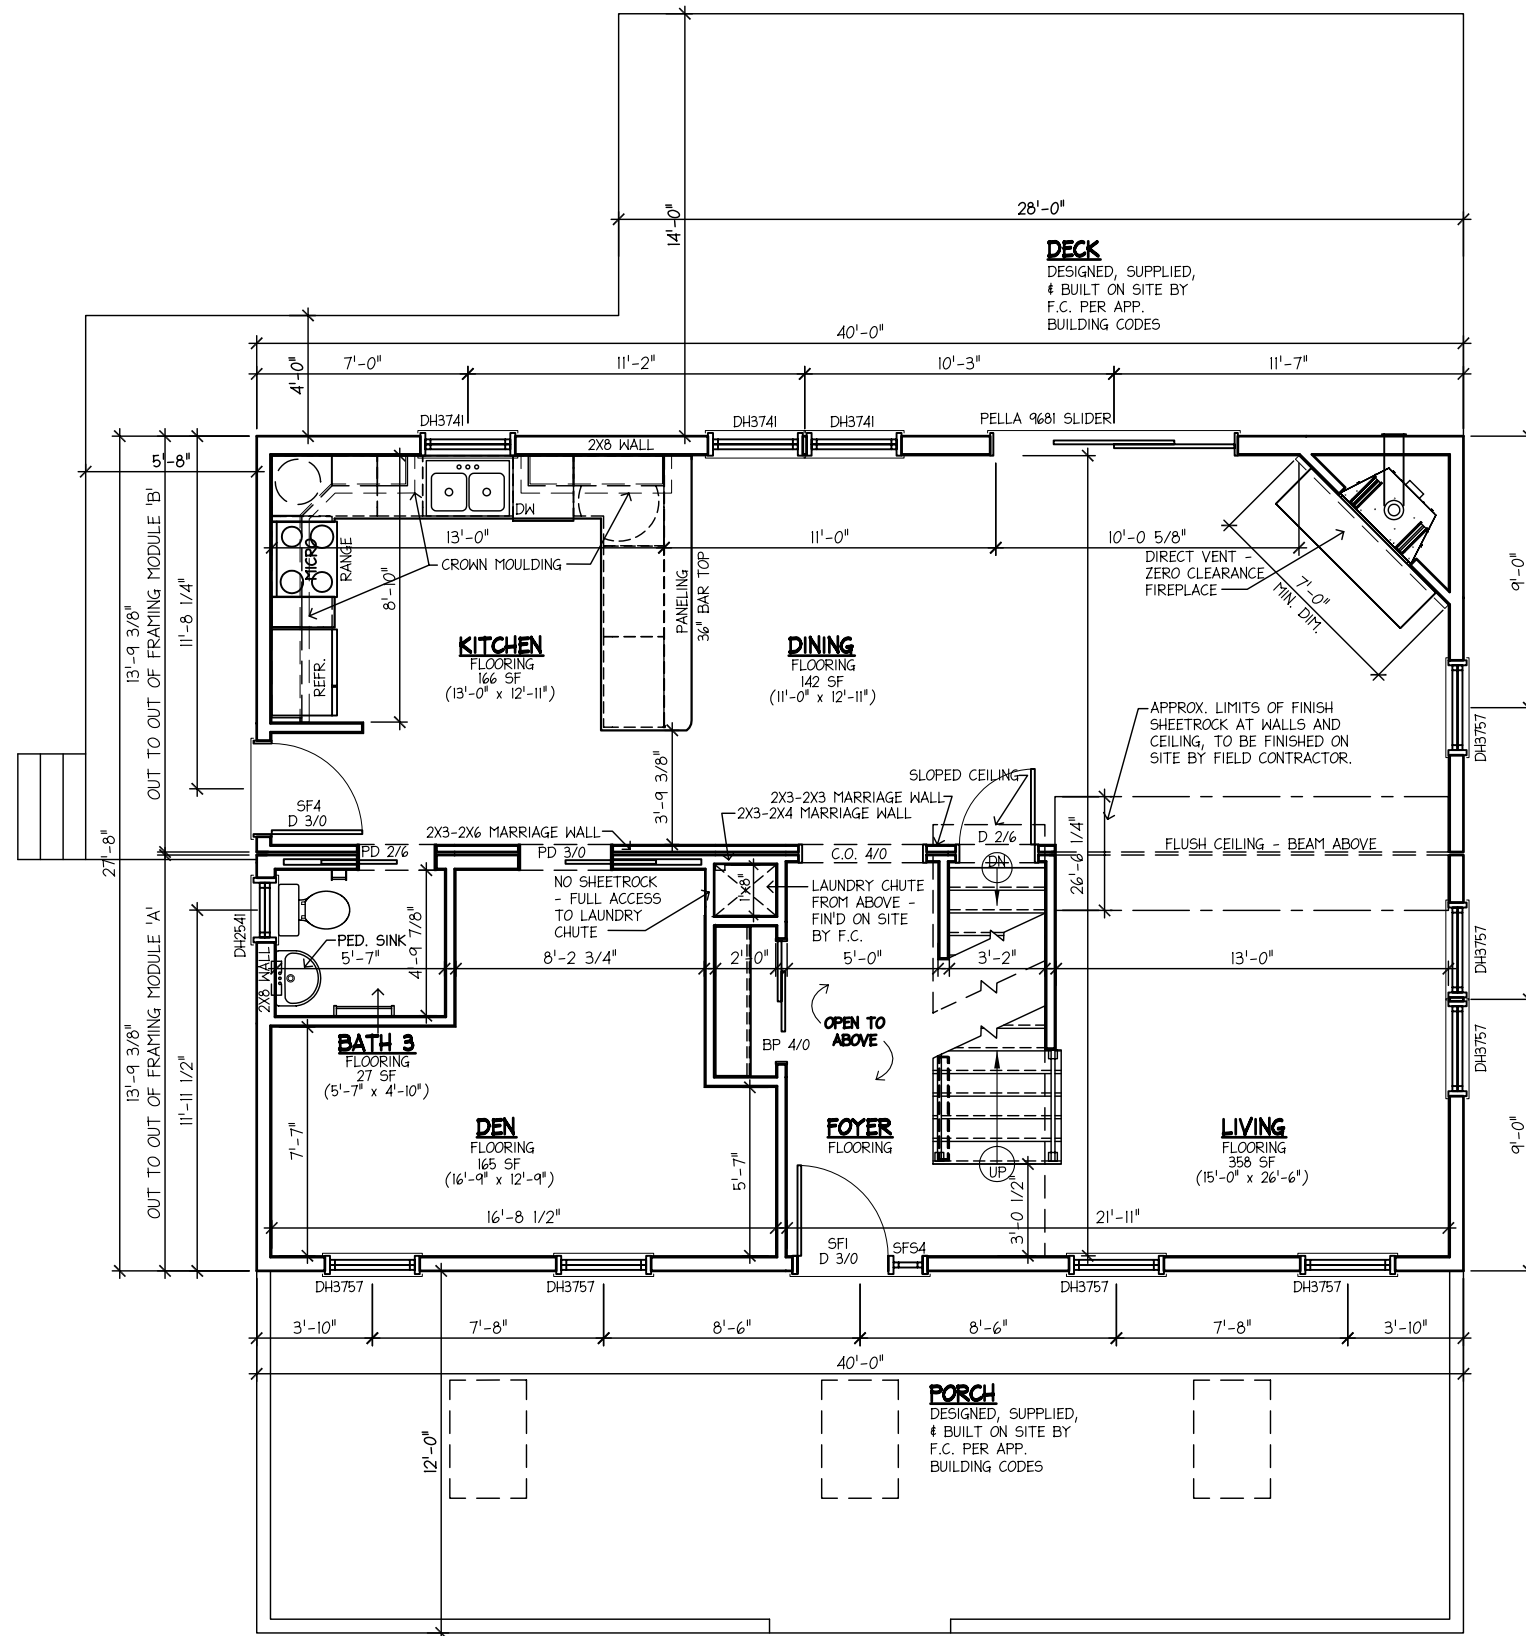 14'-0"
28'-0"
DECK
DESIGNED, SUPPLIED,
& BUILT ON SITE BY
F.C. PER APP.
BUILDING CODES
40'-0"
4'-0"
7'-0"
11'-2"
10'-3"
11'-7"
DH3741
DH3741
DH3741
PELLA 9681 SLIDER
2X8 WALL
5'-8"
DW
13'-0"
11'-0"
10'-0 5/8"
MICRO
RANGE
CROWN MOULDING
8'-10"
PANELING
36" BAR TOP
REFR.
DIRECT VENT -
ZERO CLEARANCE
FIREPLACE
7'-0"
MIN. DIM.
9'-0"
13'-9 3/8"
OUT TO OUT OF FRAMING MODULE 'B'
11'-8 1/4"
KITCHEN
FLOORING
166 SF
(13'-0" x 12'-11")
DINING
FLOORING
142 SF
(11'-0" x 12'-11")
APPROX. LIMITS OF FINISH
SHEETROCK AT WALLS AND
CEILING, TO BE FINISHED ON
SITE BY FIELD CONTRACTOR.
DH3757
SF4
D 3/0
3'-9 3/8"
SLOPED CEILING
2X3-2X3 MARRIAGE WALL
2X3-2X4 MARRIAGE WALL
2X3-2X6 MARRIAGE WALL
D 2/6
27'-8"
PD 2/6
PD 3/0
C.O. 4/0
DN
26'-6 1/4"
FLUSH CEILING - BEAM ABOVE
NO SHEETROCK
- FULL ACCESS
TO LAUNDRY
CHUTE
1'x8"
LAUNDRY CHUTE
FROM ABOVE -
FIN'D ON SITE
BY F.C.
DH2541
2X8 WALL
PED. SINK
5'-7"
4'-9 7/8"
8'-2 3/4"
2'-0"
5'-0"
3'-2"
13'-0"
DH3757
DH3757
13'-9 3/8"
OUT TO OUT OF FRAMING MODULE 'A'
11'-11 1/2"
BATH 3
FLOORING
27 SF
(5'-7" x 4'-10")
OPEN TO
ABOVE
BP 4/0
7'-7"
DEN
FLOORING
165 SF
(16'-9" x 12'-9")
5'-7"
FOYER
FLOORING
UP
LIVING
FLOORING
358 SF
(15'-0" x 26'-6")
9'-0"
16'-8 1/2"
3'-0 1/2"
21'-11"
SF1
D 3/0
SFS4
DH3757
DH3757
DH3757
DH3757
3'-10"
7'-8"
8'-6"
8'-6"
7'-8"
3'-10"
40'-0"
PORCH
DESIGNED, SUPPLIED,
& BUILT ON SITE BY
F.C. PER APP.
BUILDING CODES
12'-0"